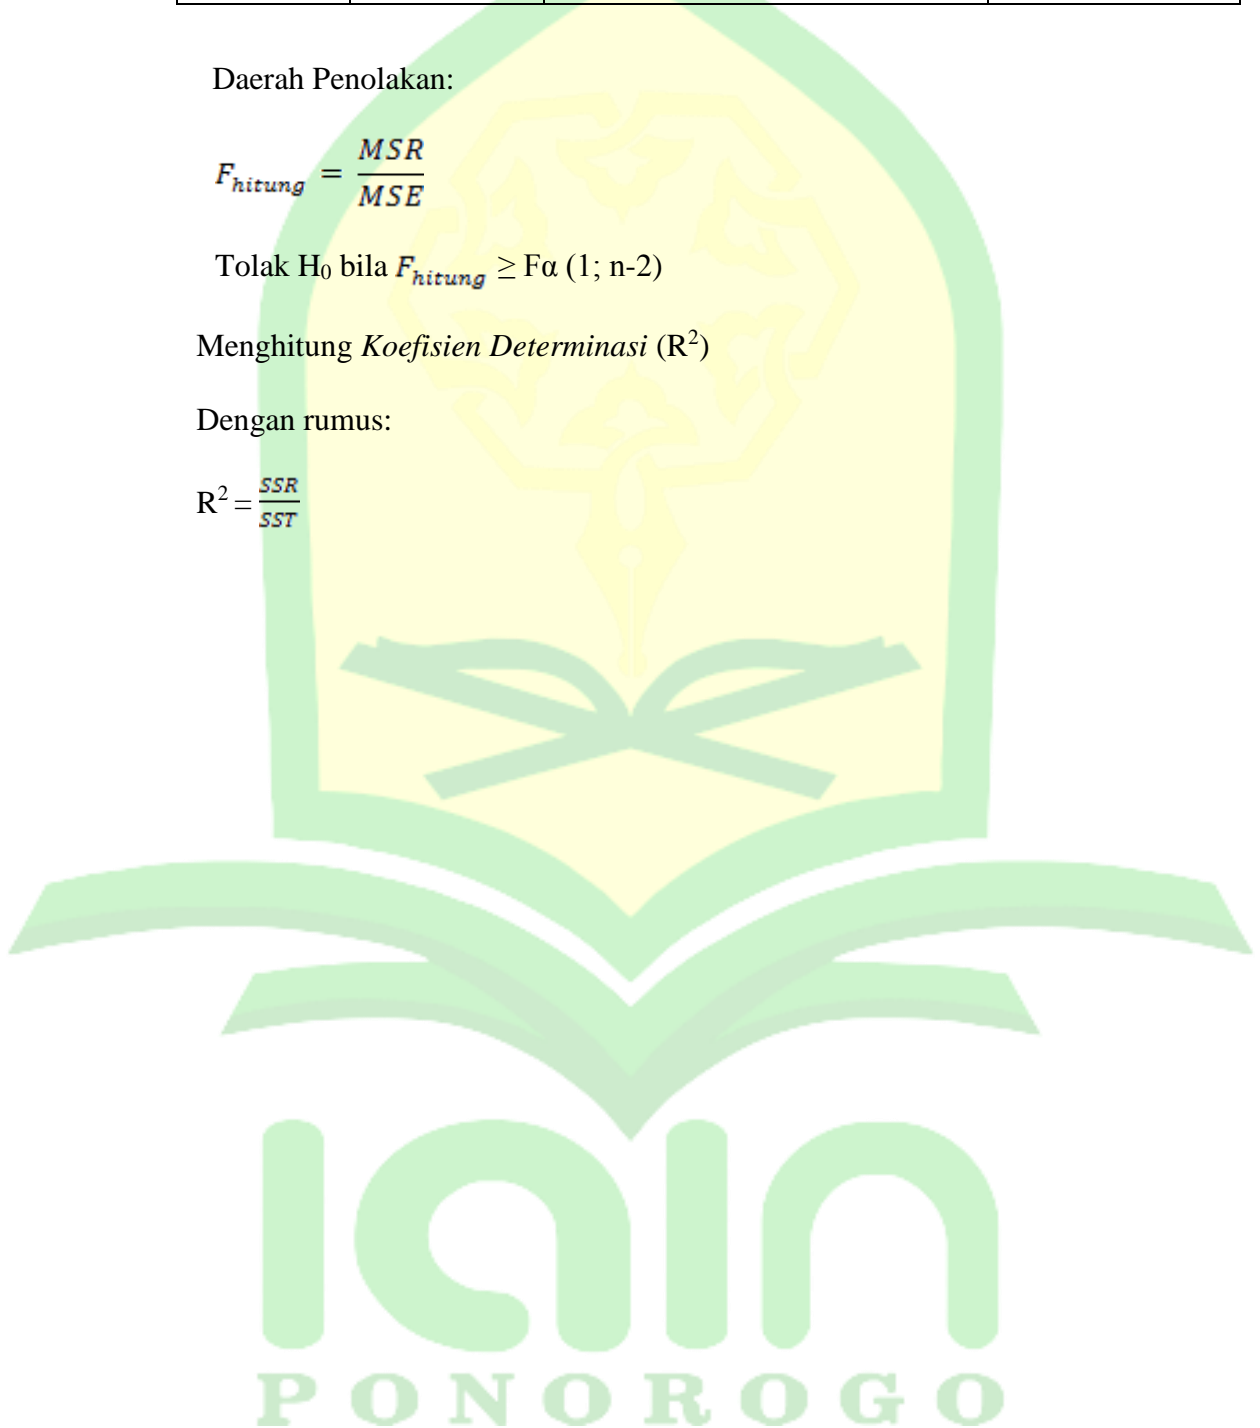 Daerah Penolakan:
F_hitung = MSR/MSE
Tolak H₀ bila F_hitung ≥ Fα (1; n-2)
Menghitung Koefisien Determinasi (R²)
Dengan rumus:
R² = SSR/SST
iain
PONOROGO